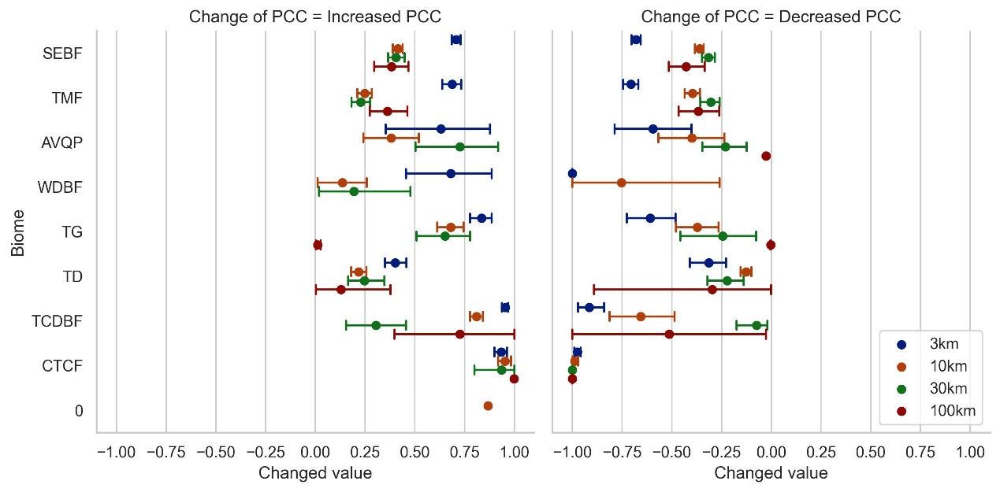 Change of PCC = Increased PCC
Change of PCC = Decreased PCC
Biome
SEBF
TMF
AVQP
WDBF
TG
TD
TCDBF
CTCF
0
3km
10km
30km
100km
−1.00 −0.75 −0.50 −0.25 0.00 0.25 0.50 0.75 1.00
−1.00 −0.75 −0.50 −0.25 0.00 0.25 0.50 0.75 1.00
Changed value
Changed value